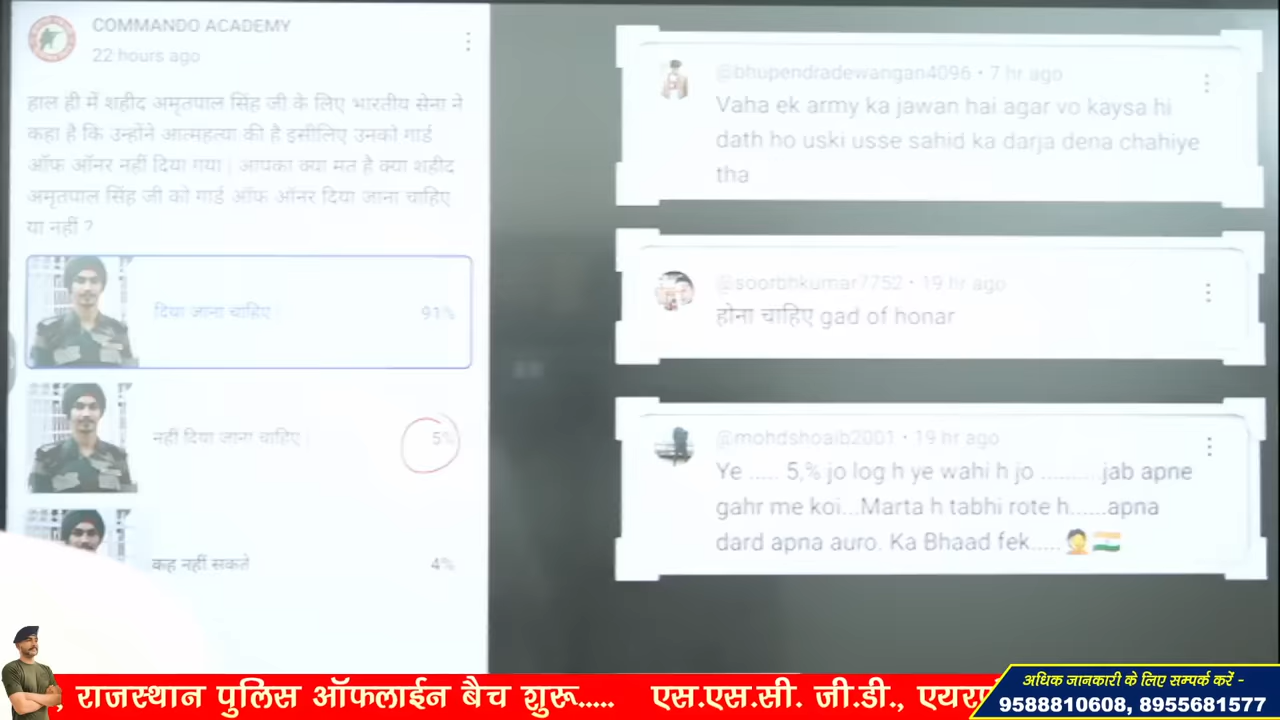 COMMANDO ACADEMY
22 hours ago
हाल ही में शहीद अमृतपाल सिंह जी के लिए भारतीय सेना ने
कहा है कि उन्होंने आत्महत्या की है इसीलिए उनको गार्ड
ऑफ ऑनर नहीं दिया गया | आपका क्या मत है क्या शहीद
अमृतपाल सिंह जी को गार्ड ऑफ ऑनर दिया जाना चाहिए
या नहीं ?
दिया जाना चाहिए | 91%
नहीं दिया जाना चाहिए | 5%
कह नहीं सकते 4%
@bhupendradewangan4096 • 7 hr ago
Vaha ek army ka jawan hai agar vo kaysa hi
dath ho uski usse sahid ka darja dena chahiye
tha
@soorbhkumar7752 • 19 hr ago
होना चाहिए gad of honar
@mohdshoaib2001 • 19 hr ago
Ye ..... 5,% jo log h ye wahi h jo ..........jab apne
gahr me koi...Marta h tabhi rote h......apna
dard apna auro. Ka Bhaad fek.....🤦🇮🇳
, राजस्थान पुलिस ऑफलाईन बैच शुरू..... एस.एस.सी. जी.डी.,
अधिक जानकारी के लिए सम्पर्क करें -
9588810608, 8955681577